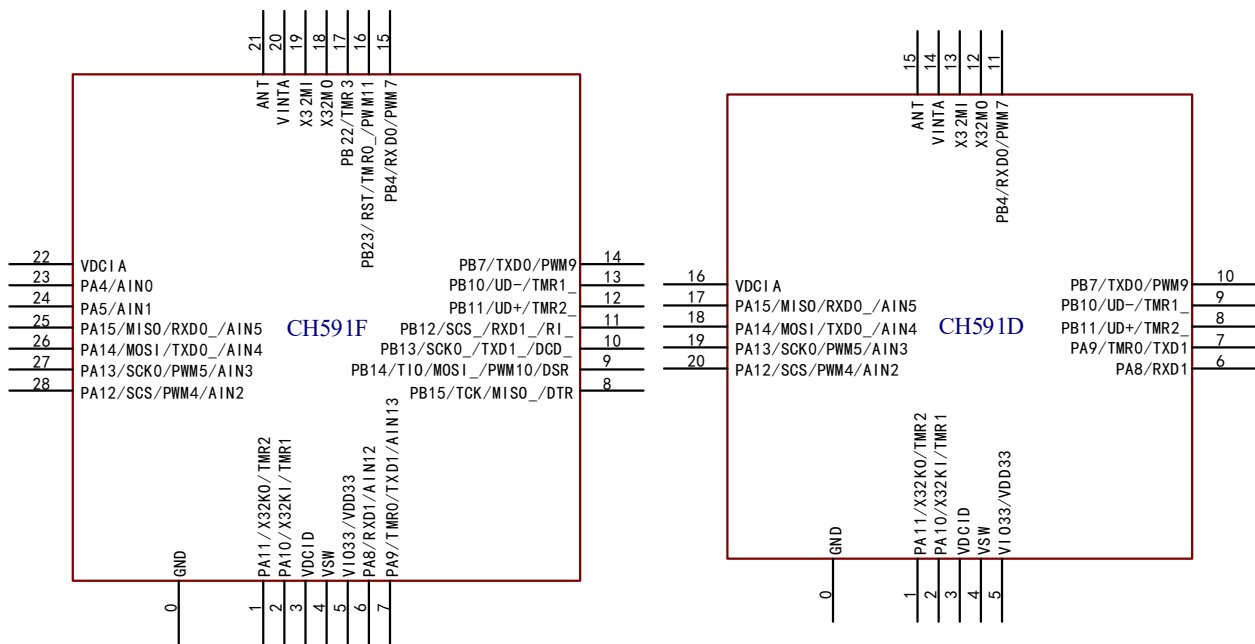 21
20
19
18
17
16
15
ANT
VINTA
X32MI
X32MO
PB22/TMR3
PB23/RST/TMR0_/PWM11
PB4/RXD0/PWM7
22 VDCIA
23 PA4/AIN0
24 PA5/AIN1
25 PA15/MISO/RXD0_/AIN5
26 PA14/MOSI/TXD0_/AIN4
27 PA13/SCK0/PWM5/AIN3
28 PA12/SCS/PWM4/AIN2
CH591F
PB7/TXD0/PWM9 14
PB10/UD-/TMR1_ 13
PB11/UD+/TMR2_ 12
PB12/SCS_/RXD1_/RI_ 11
PB13/SCK0_/TXD1_/DCD_ 10
PB14/TIO/MOSI_/PWM10/DSR 9
PB15/TCK/MISO_/DTR 8
GND
PA11/X32KO/TMR2
PA10/X32KI/TMR1
VDCID
VSW
VIO33/VDD33
PA8/RXD1/AIN12
PA9/TMR0/TXD1/AIN13
0
1
2
3
4
5
6
7
15
14
13
12
11
ANT
VINTA
X32MI
X32MO
PB4/RXD0/PWM7
16 VDCIA
17 PA15/MISO/RXD0_/AIN5
18 PA14/MOSI/TXD0_/AIN4
19 PA13/SCK0/PWM5/AIN3
20 PA12/SCS/PWM4/AIN2
CH591D
PB7/TXD0/PWM9 10
PB10/UD-/TMR1_ 9
PB11/UD+/TMR2_ 8
PA9/TMR0/TXD1 7
PA8/RXD1 6
GND
PA11/X32KO/TMR2
PA10/X32KI/TMR1
VDCID
VSW
VIO33/VDD33
0
1
2
3
4
5